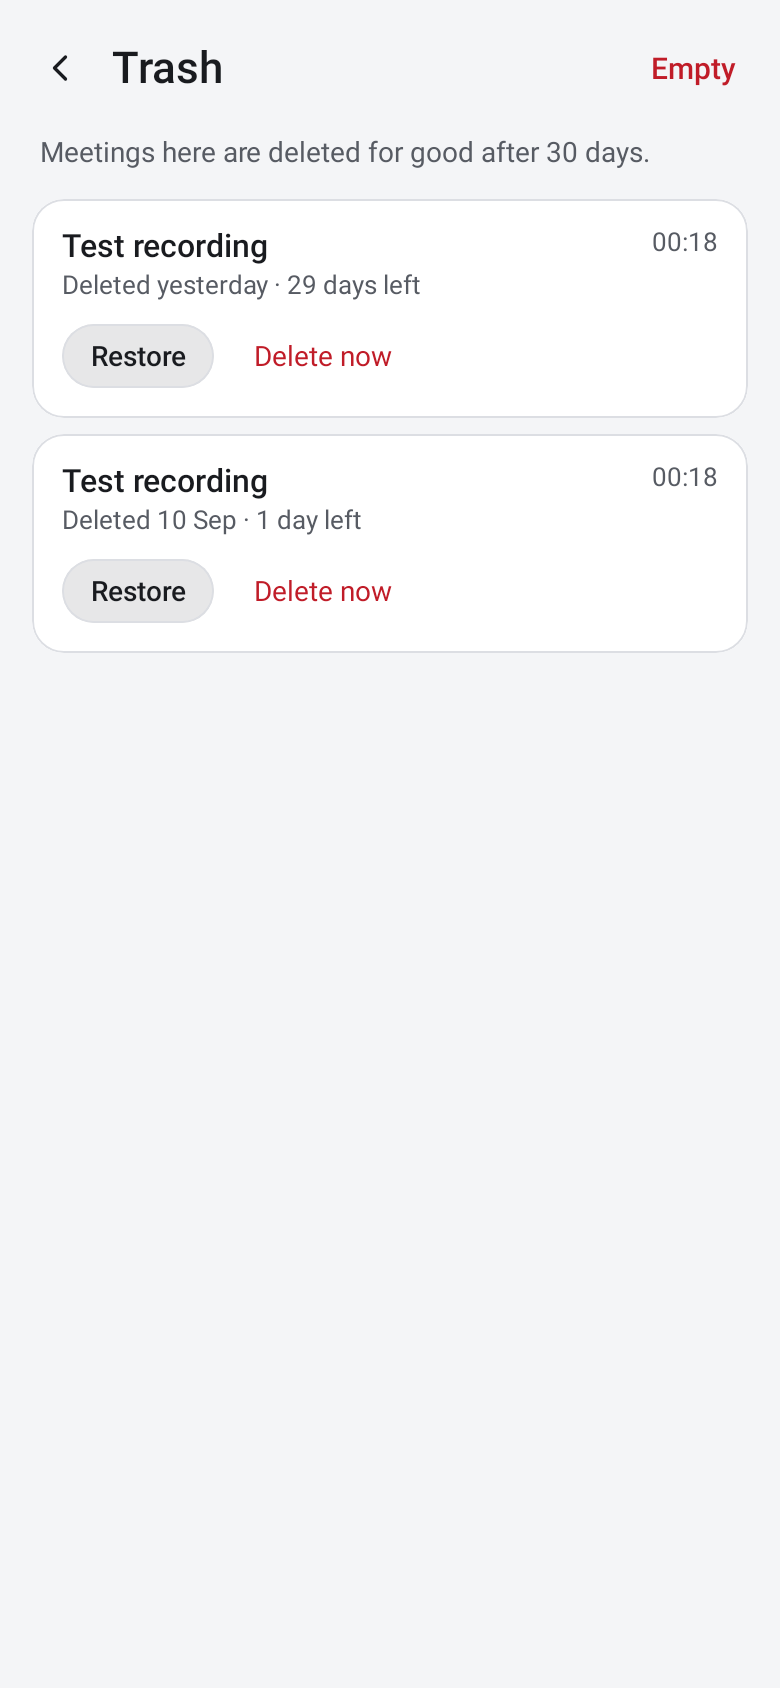 Trash
Empty
Meetings here are deleted for good after 30 days.
Test recording
00:18
Deleted yesterday · 29 days left
Restore
Delete now
Test recording
00:18
Deleted 10 Sep · 1 day left
Restore
Delete now